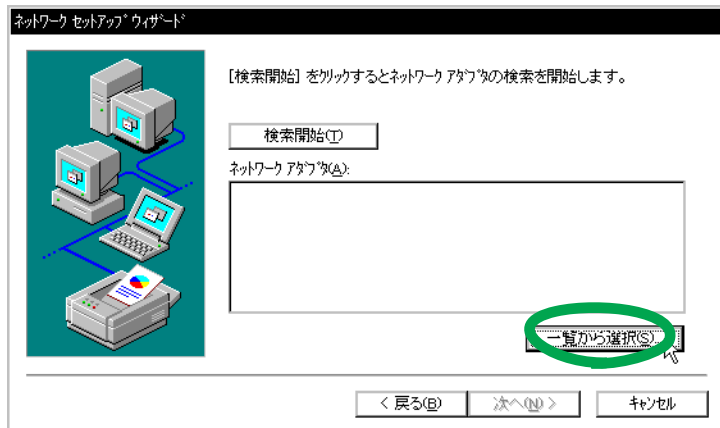 ﾈｯﾄﾜｰｸ ｾｯﾄｱｯﾌﾟ ｳｨｻﾞｰﾄﾞ
[検索開始] をｸﾘｯｸするとﾈｯﾄﾜｰｸ ｱﾀﾞﾌﾟﾀの検索を開始します。
検索開始(T)
ﾈｯﾄﾜｰｸ ｱﾀﾞﾌﾟﾀ(A):
一覧から選択(S)...
< 戻る(B) 次へ(N) > ｷｬﾝｾﾙ